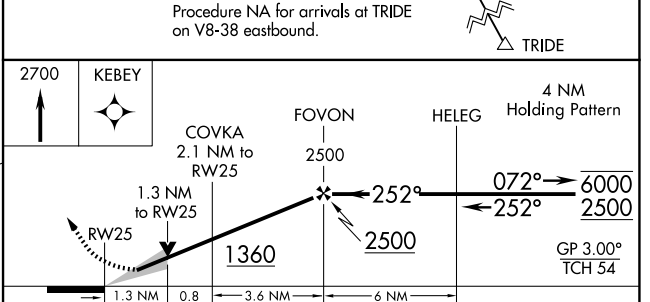 Procedure NA for arrivals at TRIDE
on V8-38 eastbound.
TRIDE
2700
KEBEY
4 NM
Holding Pattern
FOVON
HELEG
COVKA
2.1 NM to
RW25
2500
1.3 NM
to RW25
072°
6000
252°
252°
2500
RW25
1360
2500
GP 3.00°
TCH 54
1.3 NM
0.8
3.6 NM
6 NM